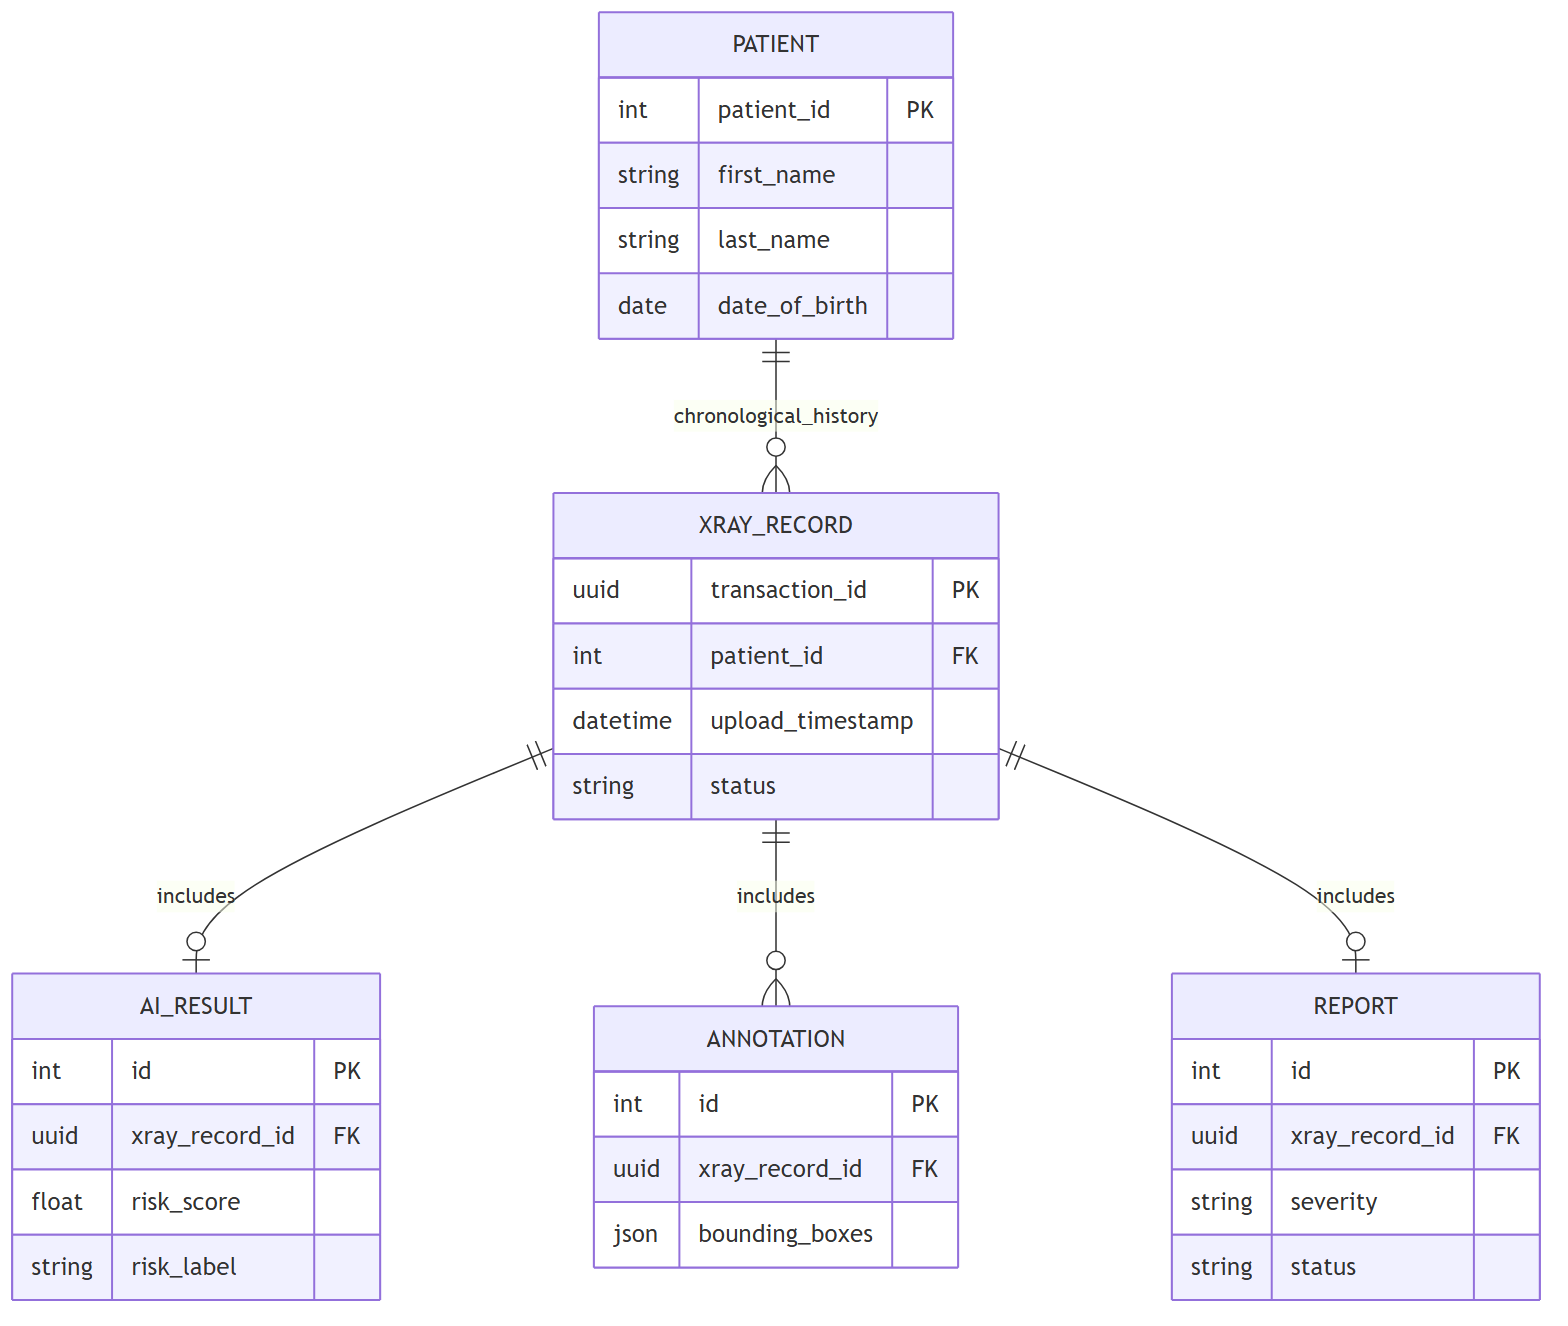 PATIENT
int patient_id PK
string first_name
string last_name
date date_of_birth
chronological_history
XRAY_RECORD
uuid transaction_id PK
int patient_id FK
datetime upload_timestamp
string status
includes
includes
includes
AI_RESULT
int id PK
uuid xray_record_id FK
float risk_score
string risk_label
ANNOTATION
int id PK
uuid xray_record_id FK
json bounding_boxes
REPORT
int id PK
uuid xray_record_id FK
string severity
string status